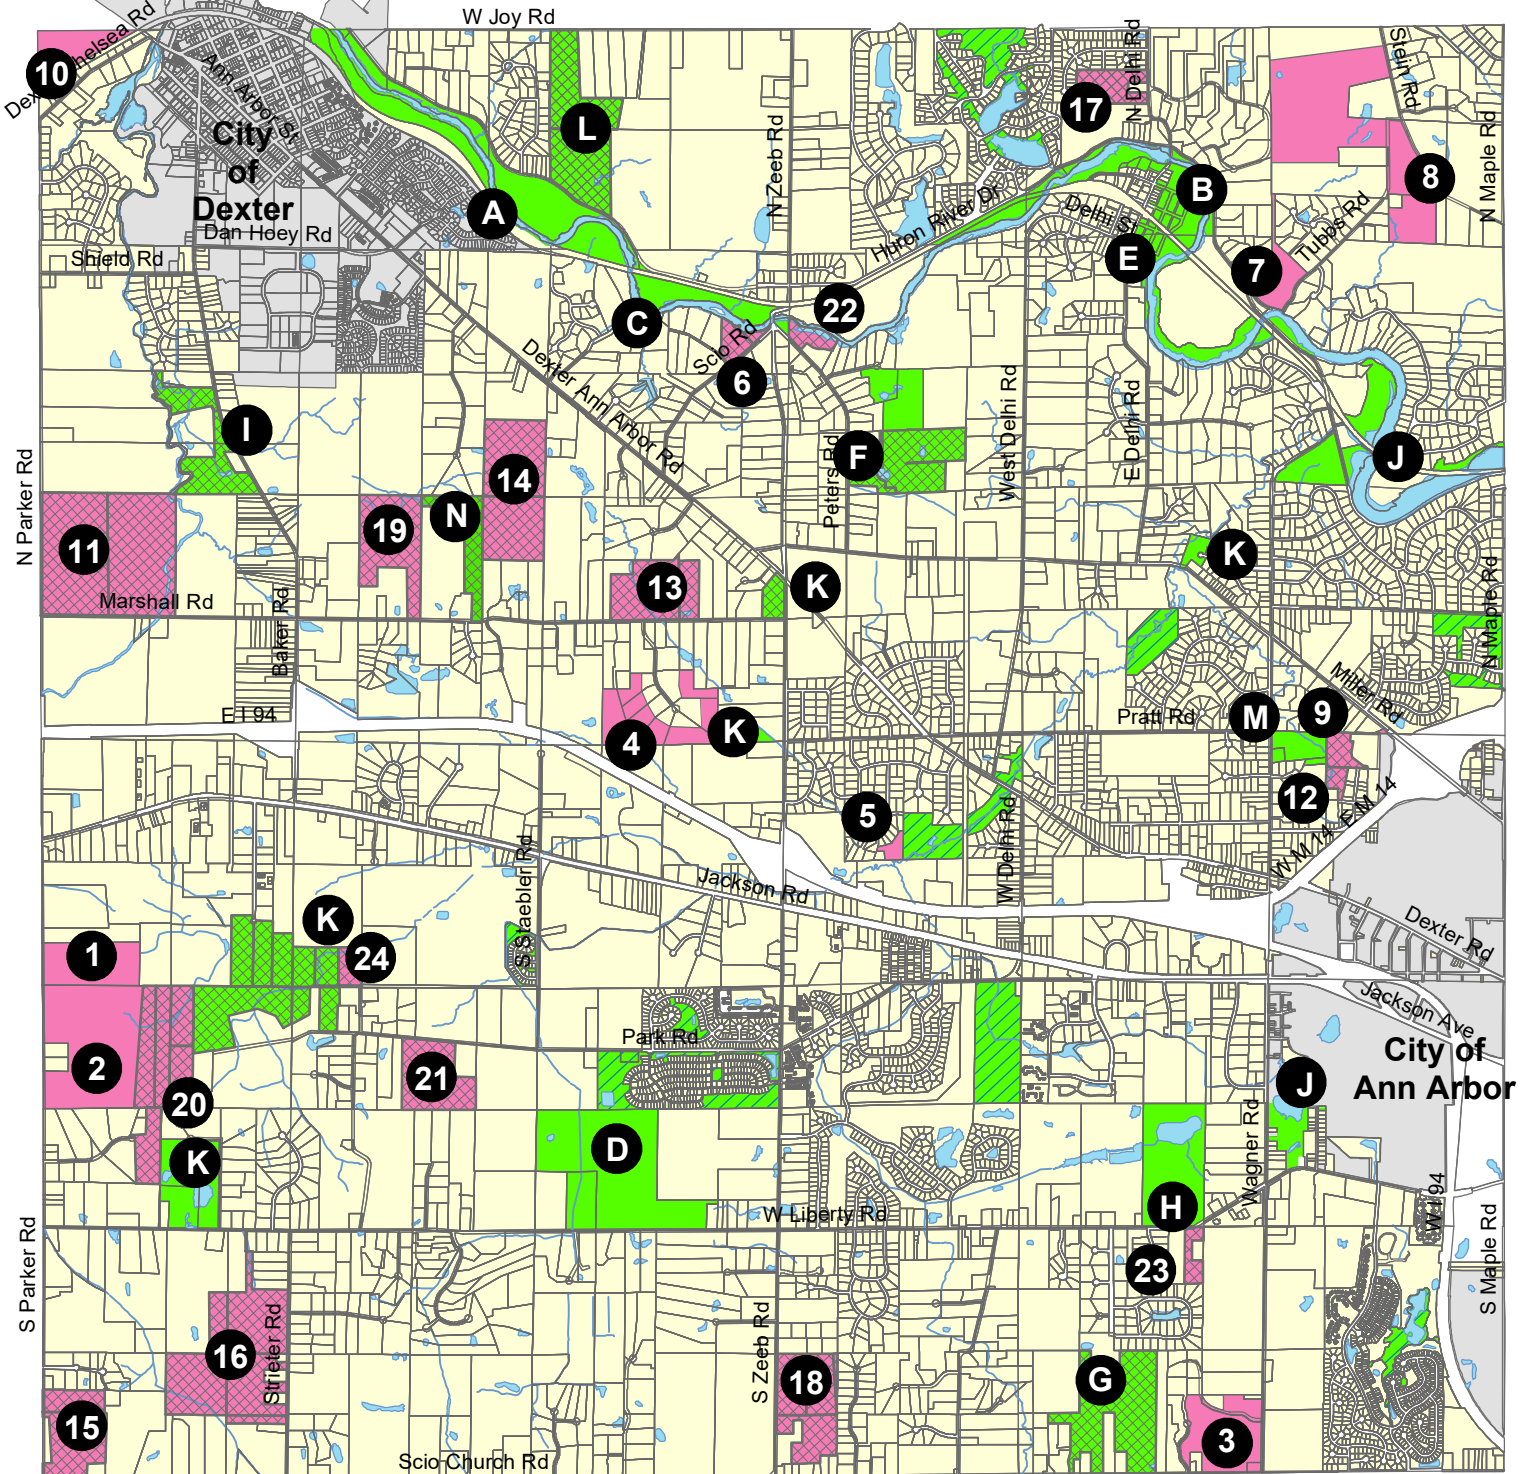 W Joy Rd
Dexter Chelsea Rd
10
Ann Arbor St
City
of
Dexter
Dan Hoey Rd
Shield Rd
L
A
N Zeeb Rd
17
N Delhi Rd
Stein Rd
N Maple Rd
8
B
Huron River Dr
Delhi St
E
7
Tubbs Rd
22
C
Scio Rd
6
Dexter Ann Arbor Rd
I
N Parker Rd
14
N
19
11
Marshall Rd
Baker Rd
13
K
Peters Rd
F
West Delhi Rd
E Delhi Rd
J
K
N Maple Rd
Miller Rd
E I 94
4
K
Pratt Rd
M
9
12
W M 14
E M 14
5
W Delhi Rd
Jackson Rd
S Staebler Rd
Dexter Rd
K
24
1
2
20
K
21
Park Rd
D
Jackson Ave
City of
Ann Arbor
J
Wagner Rd
H
W Liberty Rd
W I 94
S Maple Rd
S Parker Rd
23
16
Strieter Rd
15
S Zeeb Rd
18
G
3
Scio Church Rd